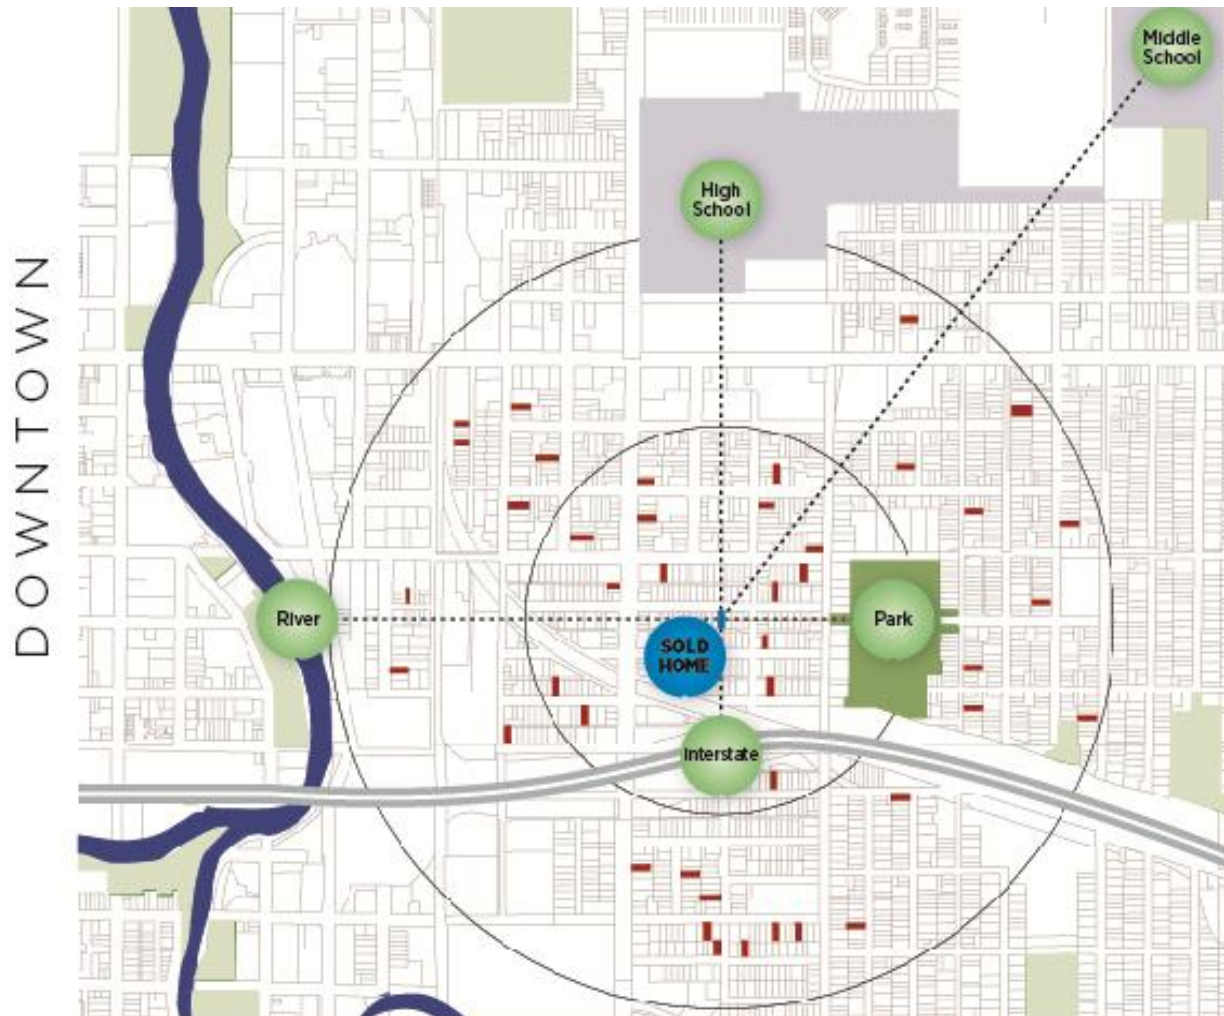 Middle
School
High
School
DOWNTOWN
River
Park
SOLD
HOME
Interstate